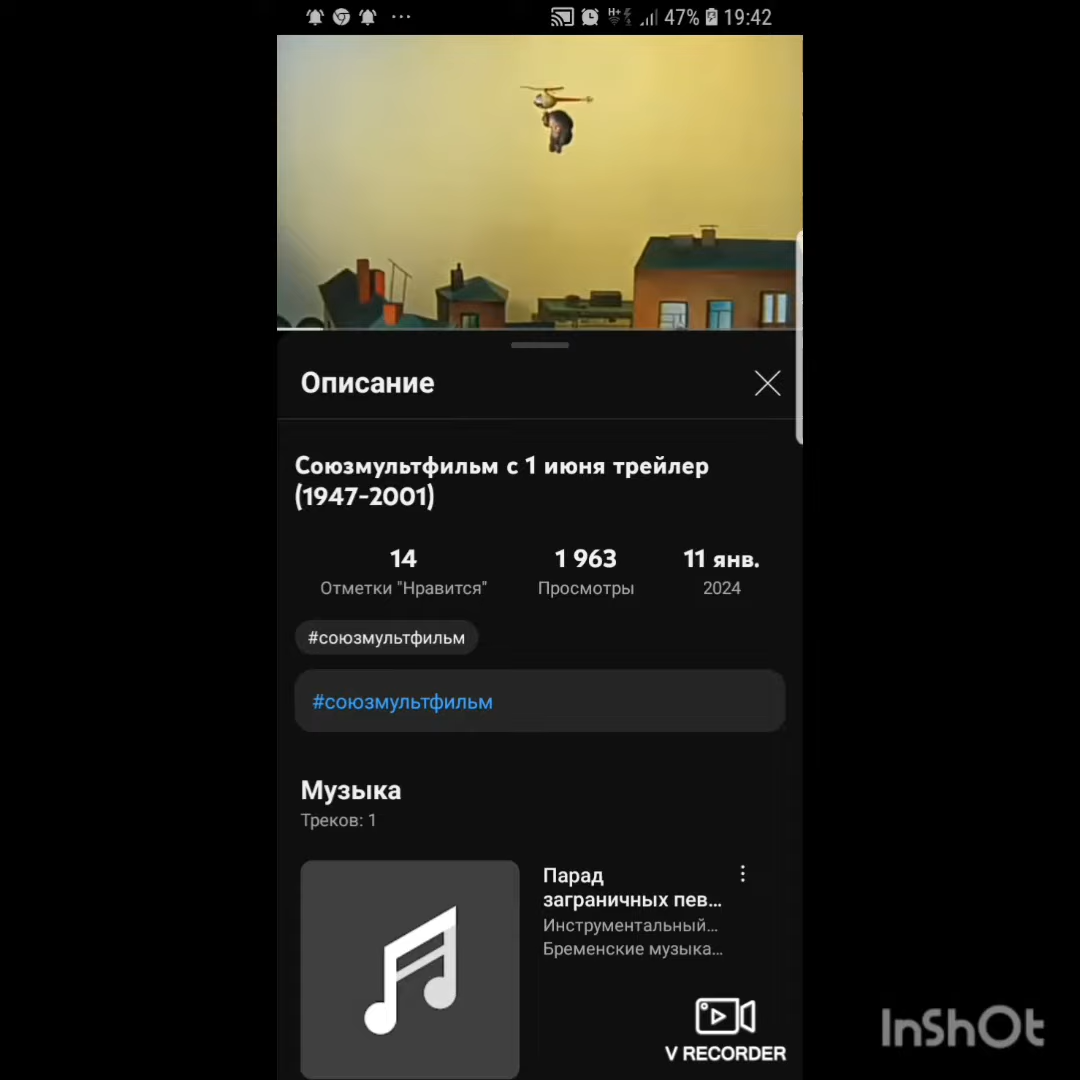 47% 19:42
Описание
Союзмультфильм с 1 июня трейлер
(1947-2001)
14
Отметки "Нравится"
1 963
Просмотры
11 янв.
2024
#союзмультфильм
#союзмультфильм
Музыка
Треков: 1
Парад
заграничных пев...
Инструментальный...
Бременские музыка...
V RECORDER
InShOt